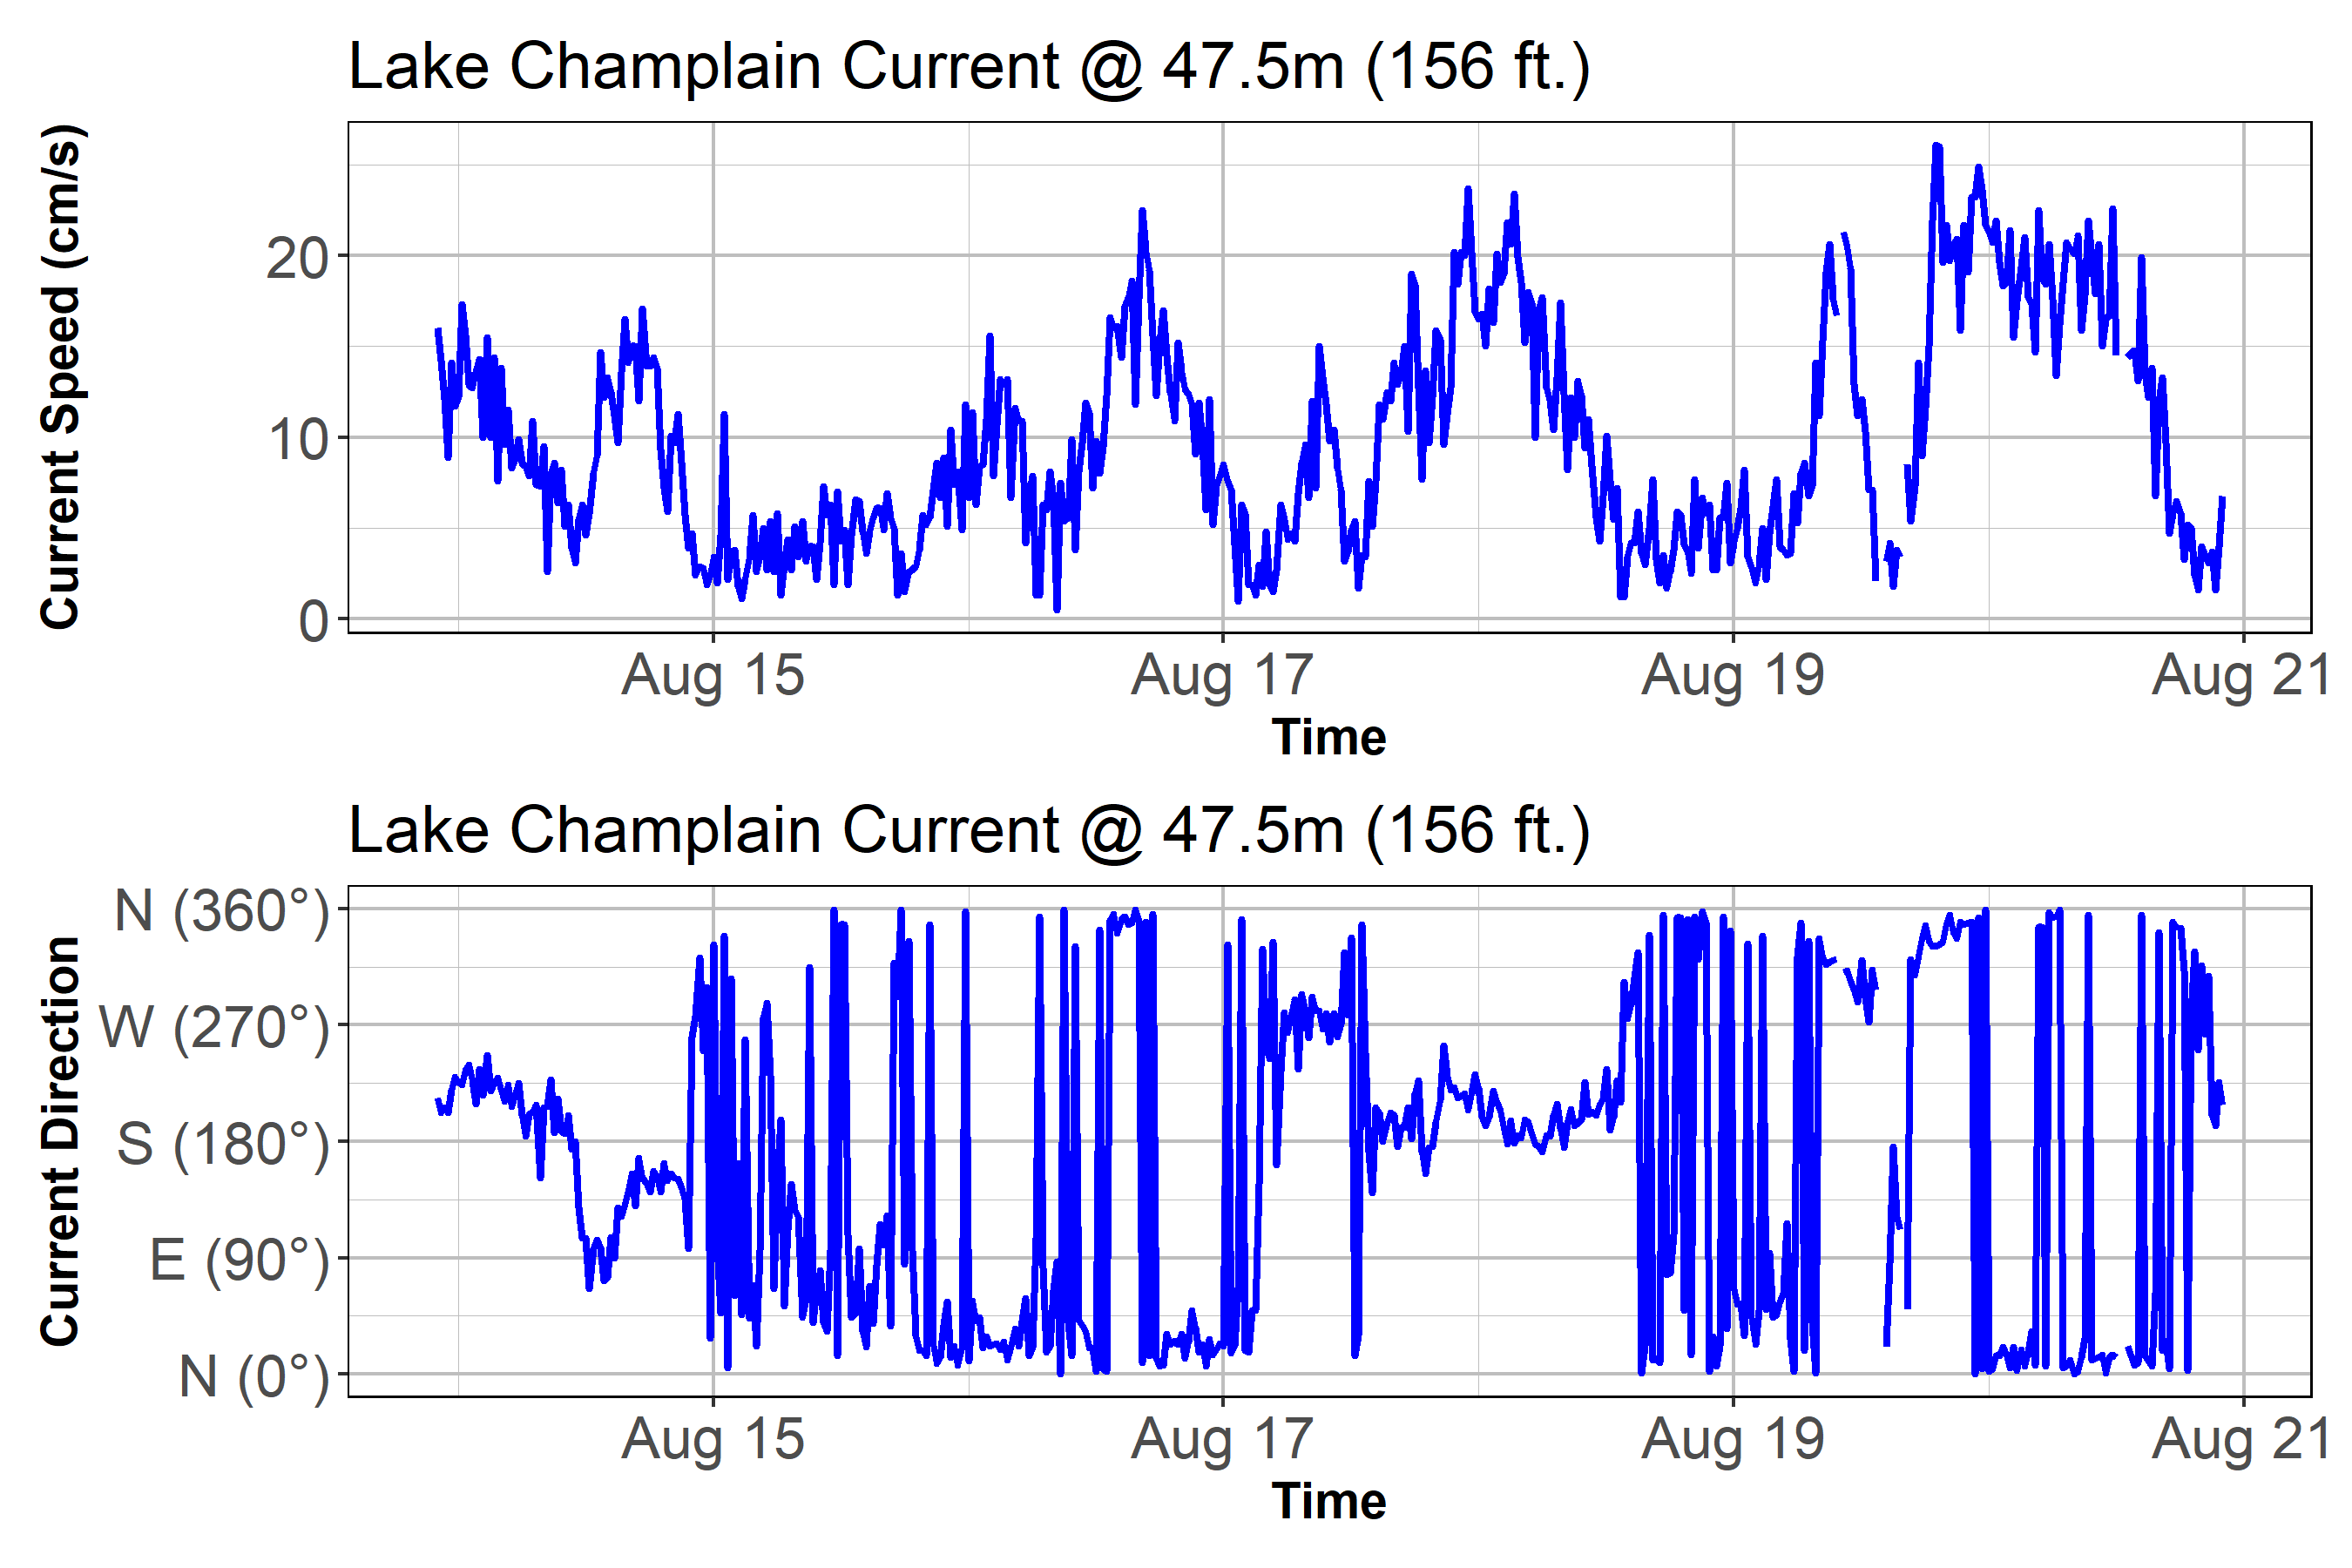 Lake Champlain Current @ 47.5m (156 ft.)
Current Speed (cm/s)
20
10
0
Aug 15 Aug 17 Aug 19 Aug 21
Time
Lake Champlain Current @ 47.5m (156 ft.)
Current Direction
N (360°)
W (270°)
S (180°)
E (90°)
N (0°)
Aug 15 Aug 17 Aug 19 Aug 21
Time